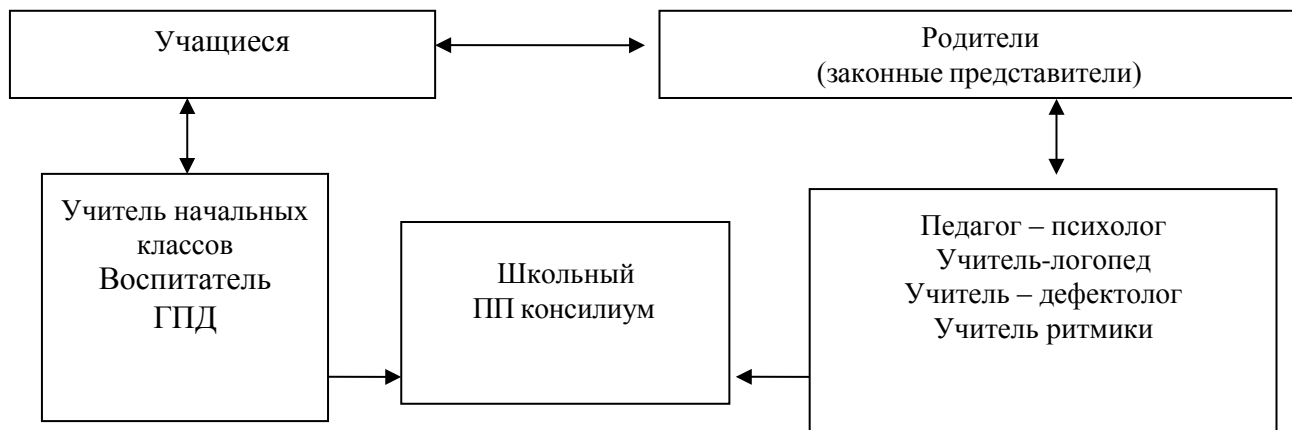 Учащиеся
Родители
(законные представители)
Учитель начальных
классов
Воспитатель
ГПД
Школьный
ПП консилиум
Педагог – психолог
Учитель-логопед
Учитель – дефектолог
Учитель ритмики